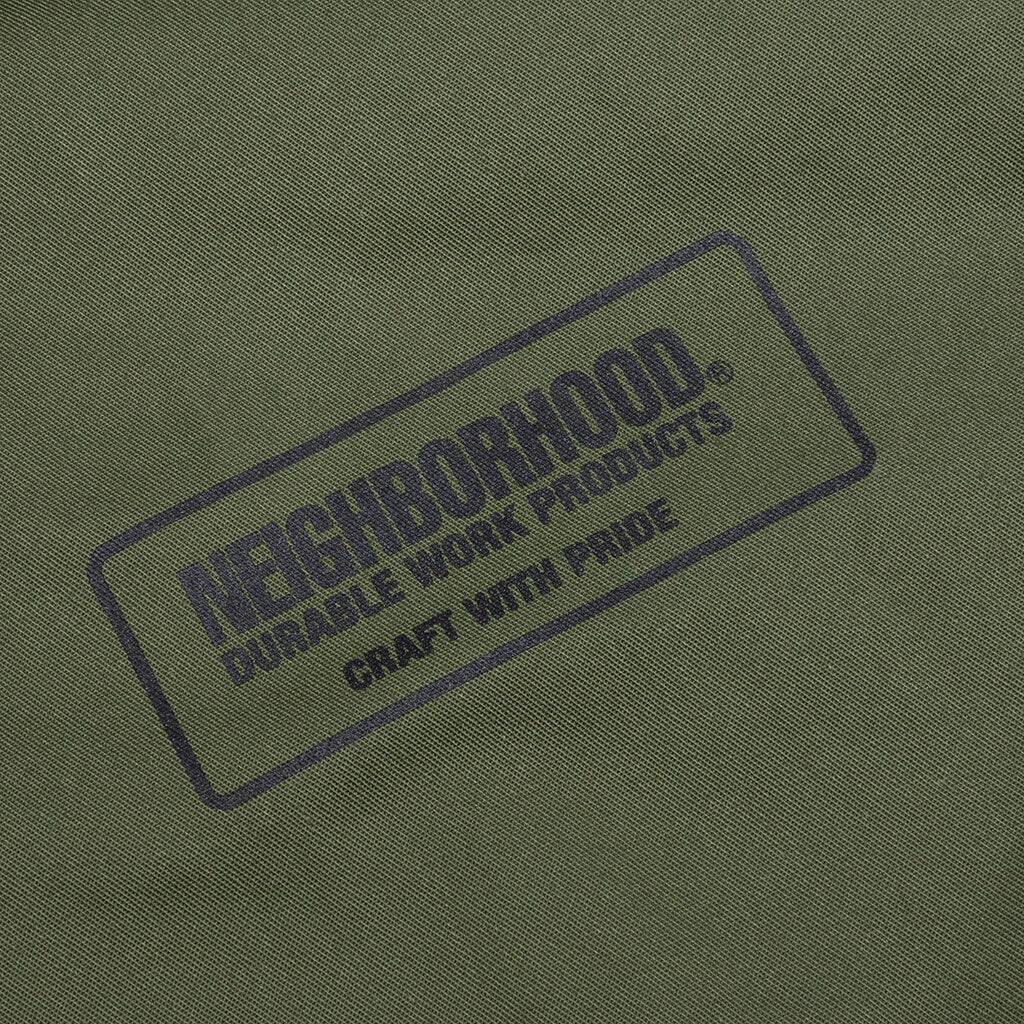 NEIGHBORHOOD®
DURABLE WORK PRODUCTS
CRAFT WITH PRIDE